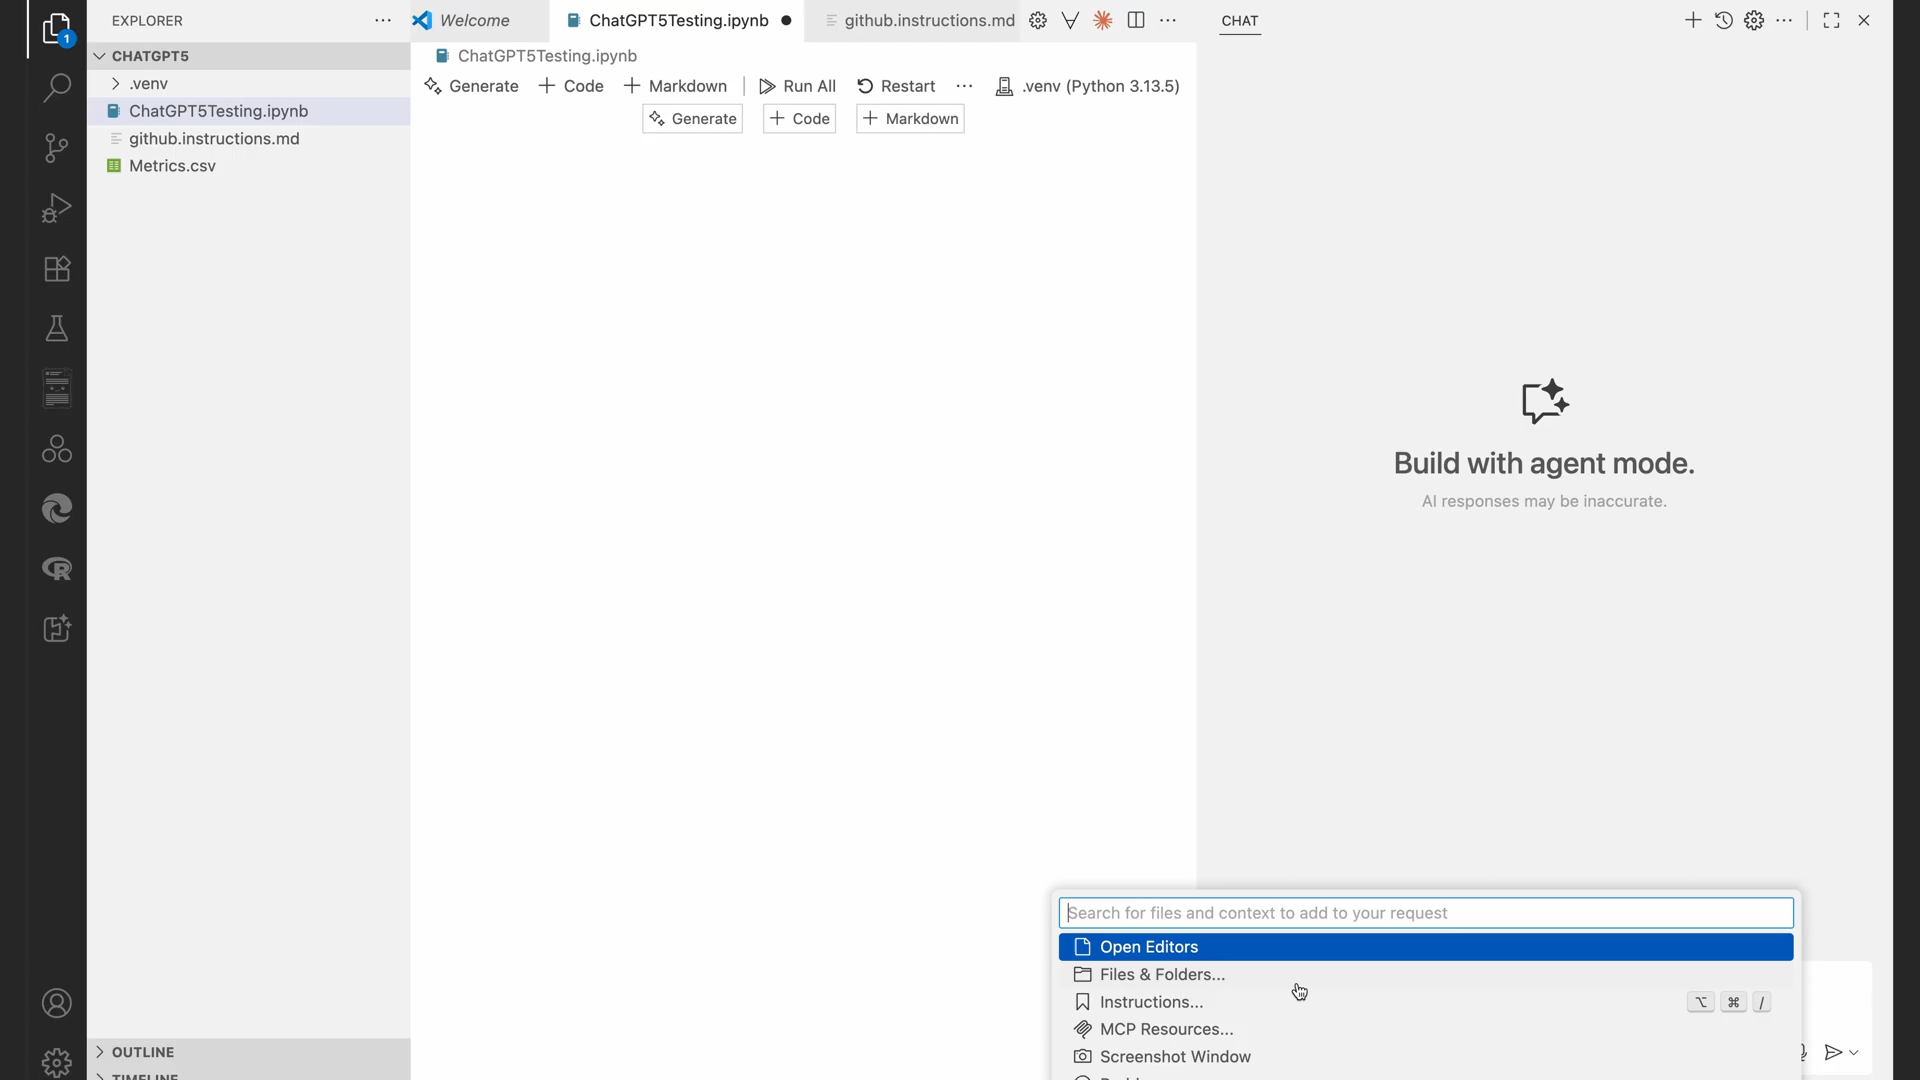 EXPLORER
CHATGPT5
.venv
ChatGPT5Testing.ipynb
github.instructions.md
Metrics.csv
OUTLINE
TIMELINE
1
Welcome
ChatGPT5Testing.ipynb
github.instructions.md
ChatGPT5Testing.ipynb
Generate + Code + Markdown Run All Restart .venv (Python 3.13.5)
Generate + Code + Markdown
CHAT
Build with agent mode.
AI responses may be inaccurate.
Search for files and context to add to your request
Open Editors
Files & Folders...
Instructions... ⌥ ⌘ /
MCP Resources...
Screenshot Window